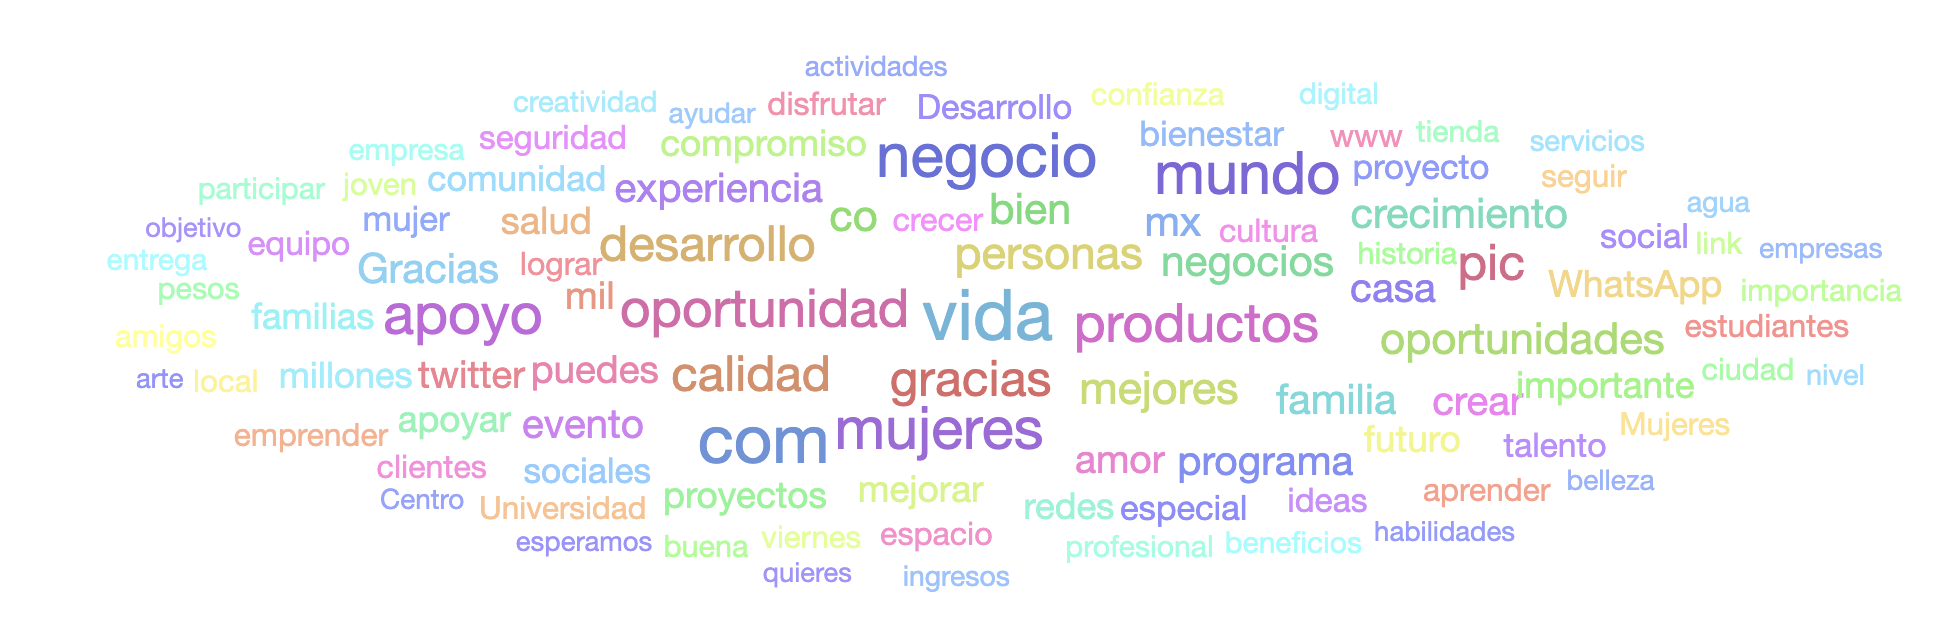 actividades
creatividad ayudar disfrutar Desarrollo confianza digital
seguridad compromiso negocio bienestar www tienda servicios
empresa comunidad experiencia mundo proyecto seguir
participar joven co crecer bien mx cultura crecimiento agua
objetivo mujer salud desarrollo personas negocios historia pic social link empresas
equipo Gracias lograr casa WhatsApp importancia
entrega
pesos familias apoyo mil oportunidad vida productos oportunidades estudiantes
amigos
arte local millones twitter puedes calidad gracias mejores familia crear importante ciudad nivel
emprender apoyar evento com mujeres futuro talento Mujeres
clientes sociales amor programa aprender belleza
Centro Universidad proyectos mejorar redes especial ideas habilidades
esperamos buena viernes espacio profesional beneficios
quieres ingresos